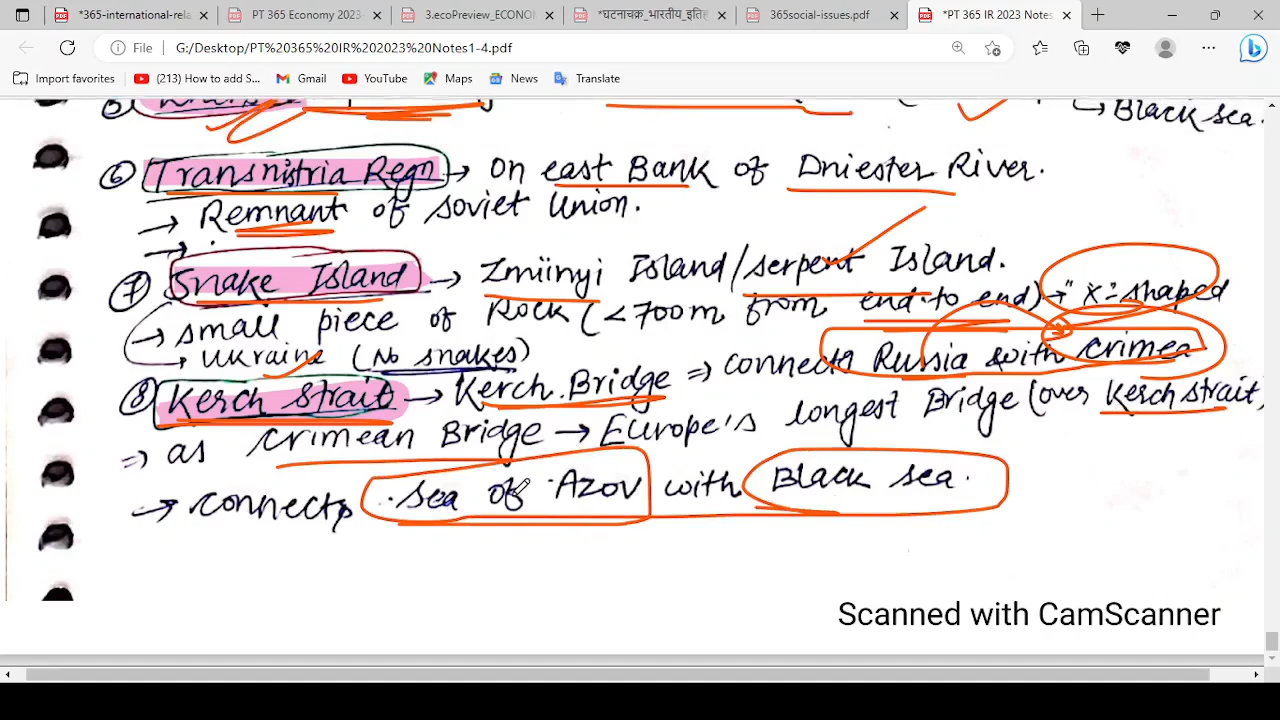 *365-international-rel
PT 365 Economy 2023-
3.ecoPreview_ECONO
*घटनाचक्र_भारतीय_इतिह
365social-issues.pdf
*PT 365 IR 2023 Notes
File G:/Desktop/PT%20365%20IR%202023%20Notes1-4.pdf
Import favorites
(213) How to add S...
Gmail
YouTube
Maps
News
Translate
Black sea.
⑥ Transnistria Regn → On east Bank of Dniester River.
→ Remnant of Soviet Union.
⑦ Snake Island → Zmiinyi Island/serpent Island.
→ small piece of Rock (<700m from end to end) → "X"-shaped
→ Ukraine (No snakes)
⑧ Kerch Strait → Kerch Bridge ⇒ connects Russia with Crimea
⇒ as Crimean Bridge → Europe's longest Bridge (over Kerch strait)
→ connects Sea of Azov with Black sea.
Scanned with CamScanner